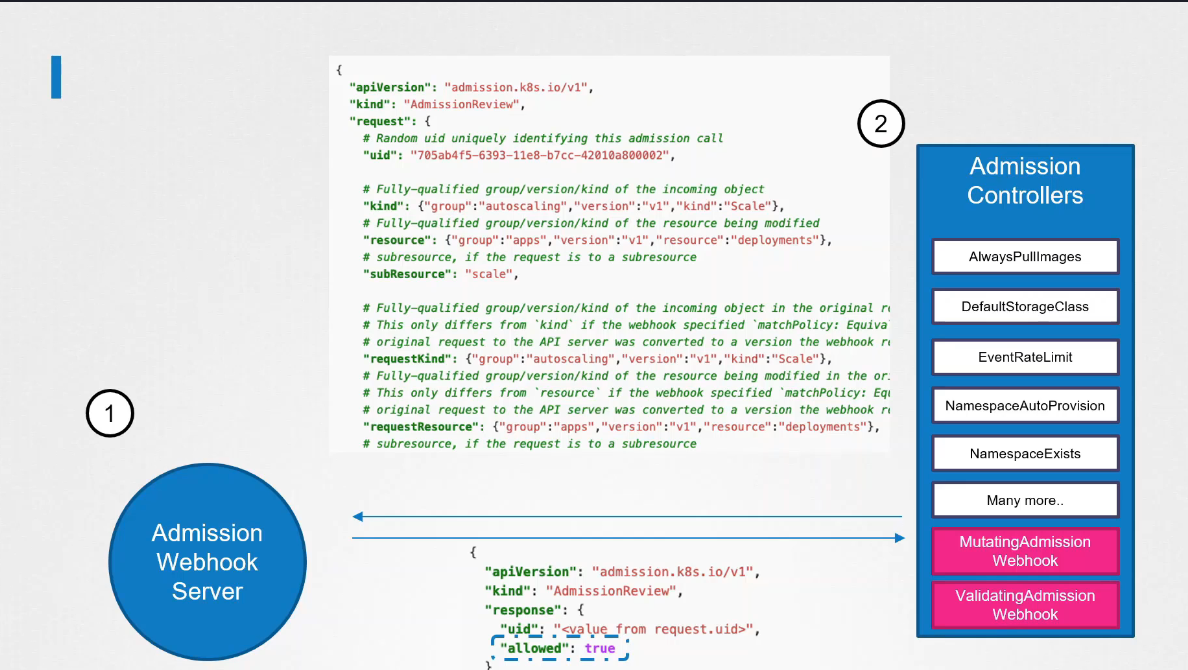 {
"apiVersion": "admission.k8s.io/v1",
"kind": "AdmissionReview",
"request": {
# Random uid uniquely identifying this admission call
"uid": "705ab4f5-6393-11e8-b7cc-42010a800002",
# Fully-qualified group/version/kind of the incoming object
"kind": {"group":"autoscaling","version":"v1","kind":"Scale"},
# Fully-qualified group/version/kind of the resource being modified
"resource": {"group":"apps","version":"v1","resource":"deployments"},
# subresource, if the request is to a subresource
"subResource": "scale",
# Fully-qualified group/version/kind of the incoming object in the original
# This only differs from `kind` if the webhook specified `matchPolicy:
# original request to the API server was converted to a version the webhook
"requestKind": {"group":"autoscaling","version":"v1","kind":"Scale"},
# Fully-qualified group/version/kind of the resource being modified in the
# This only differs from `resource` if the webhook specified `matchPolicy:
# original request to the API server was converted to a version the webhook
"requestResource": {"group":"apps","version":"v1","resource":"deployments"},
# subresource, if the request is to a subresource
2
Admission
Controllers
AlwaysPullImages
DefaultStorageClass
EventRateLimit
NamespaceAutoProvision
NamespaceExists
Many more..
MutatingAdmission
Webhook
ValidatingAdmission
Webhook
1
Admission
Webhook
Server
{
"apiVersion": "admission.k8s.io/v1",
"kind": "AdmissionReview",
"response": {
"uid": "<value from request.uid>",
"allowed": true
}